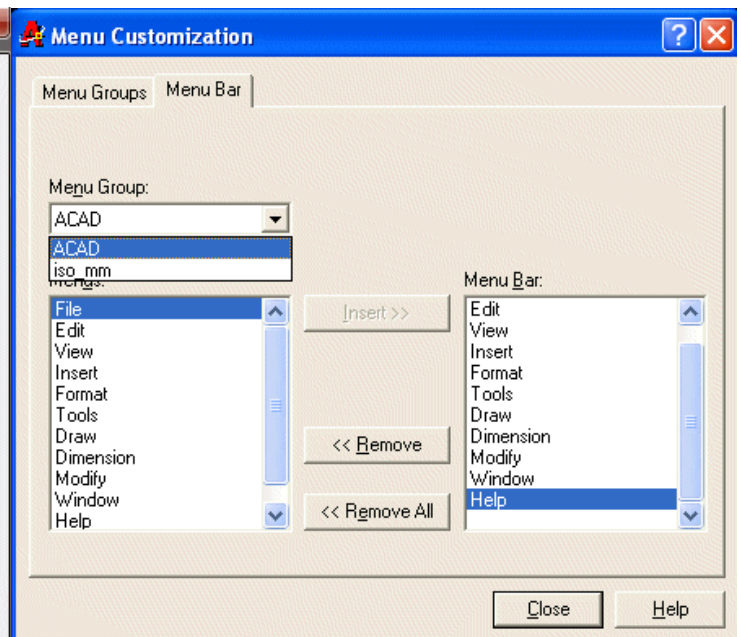 Menu Customization
?
Menu Groups
Menu Bar
Menu Group:
ACAD
ACAD
iso_mm
Menus:
File
Edit
View
Insert
Format
Tools
Draw
Dimension
Modify
Window
Help
Insert >>
<< Remove
<< Remove All
Menu Bar:
Edit
View
Insert
Format
Tools
Draw
Dimension
Modify
Window
Help
Close
Help